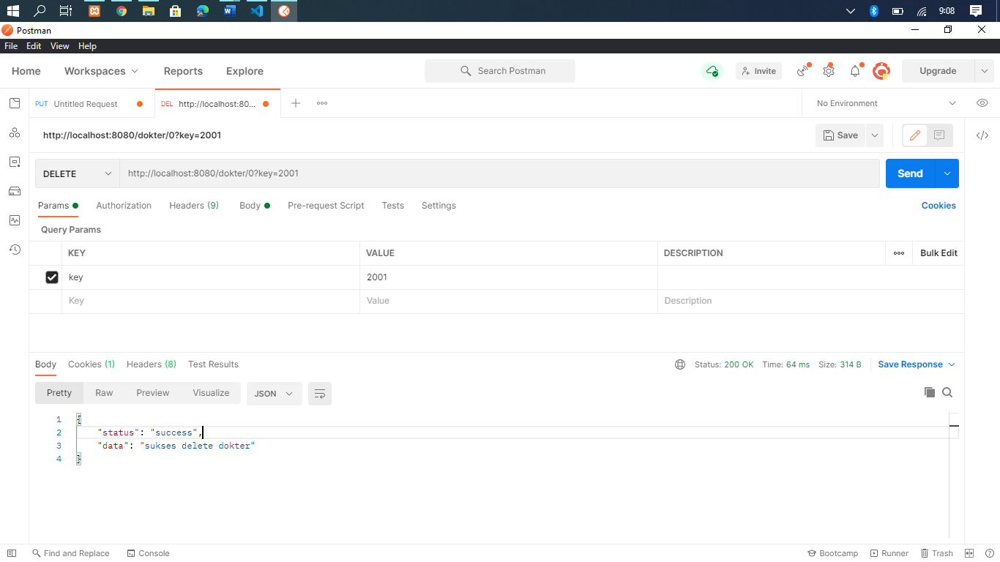 9:08
Postman
File Edit View Help
Home Workspaces Reports Explore Search Postman Invite Upgrade
PUT Untitled Request DEL http://localhost:80... No Environment
http://localhost:8080/dokter/0?key=2001 Save
DELETE http://localhost:8080/dokter/0?key=2001 Send
Params Authorization Headers (9) Body Pre-request Script Tests Settings Cookies
Query Params
KEY VALUE DESCRIPTION Bulk Edit
key 2001
Key Value Description
Body Cookies (1) Headers (8) Test Results Status: 200 OK Time: 64 ms Size: 314 B Save Response
Pretty Raw Preview Visualize JSON
1 {
2 "status": "success",
3 "data": "sukses delete dokter"
4 }
Find and Replace Console Bootcamp Runner Trash